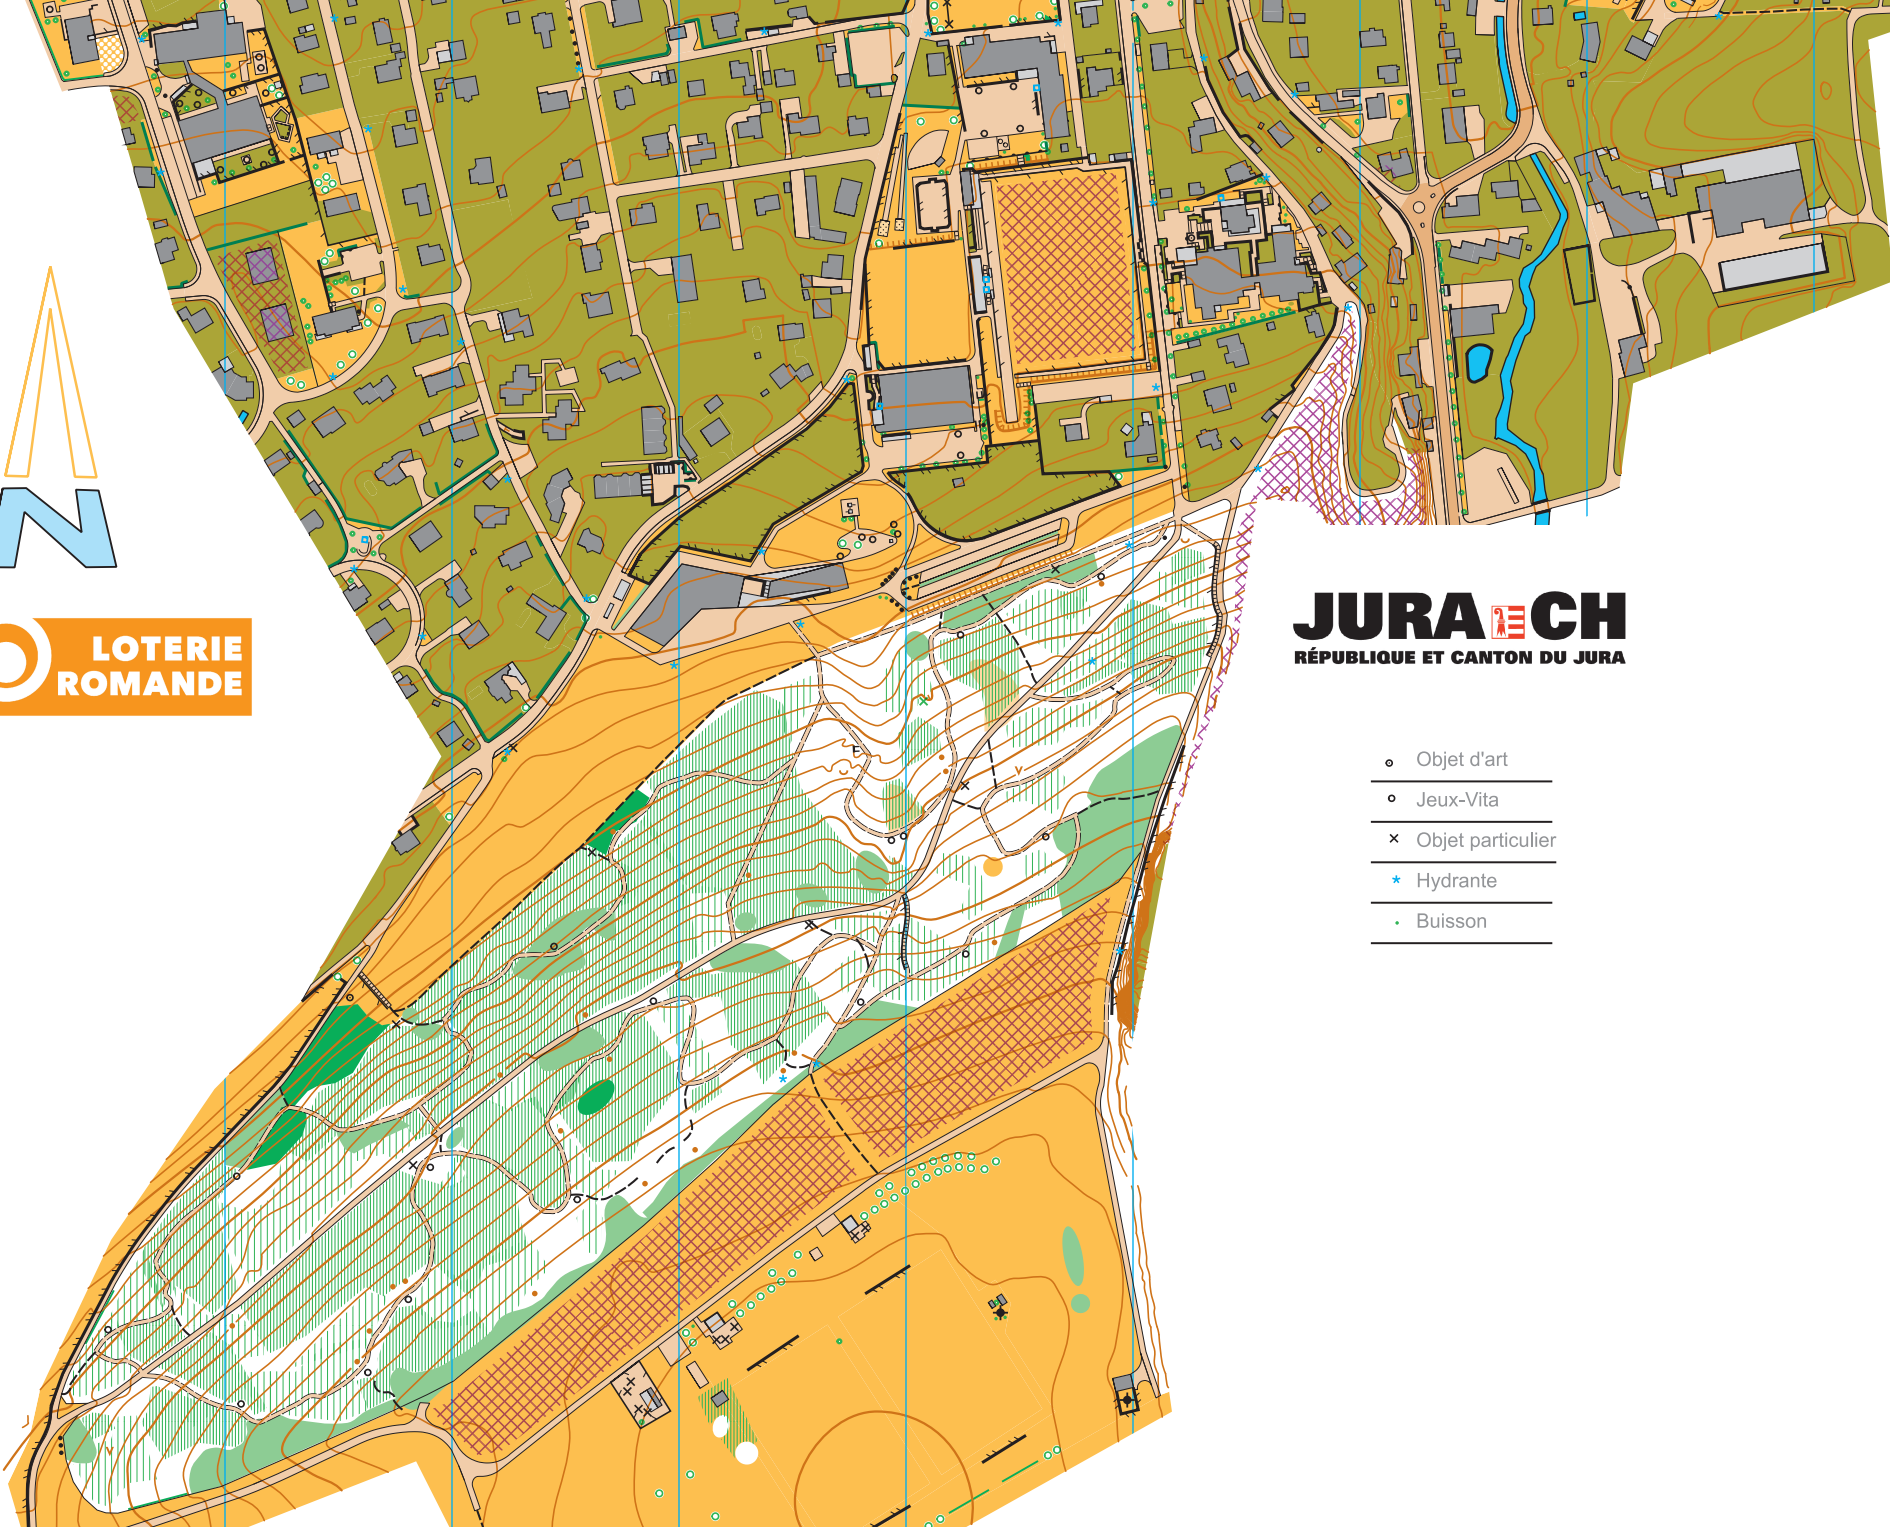 N
LOTERIE
ROMANDE
JURA CH
RÉPUBLIQUE ET CANTON DU JURA
Objet d'art
Jeux-Vita
Objet particulier
Hydrante
Buisson